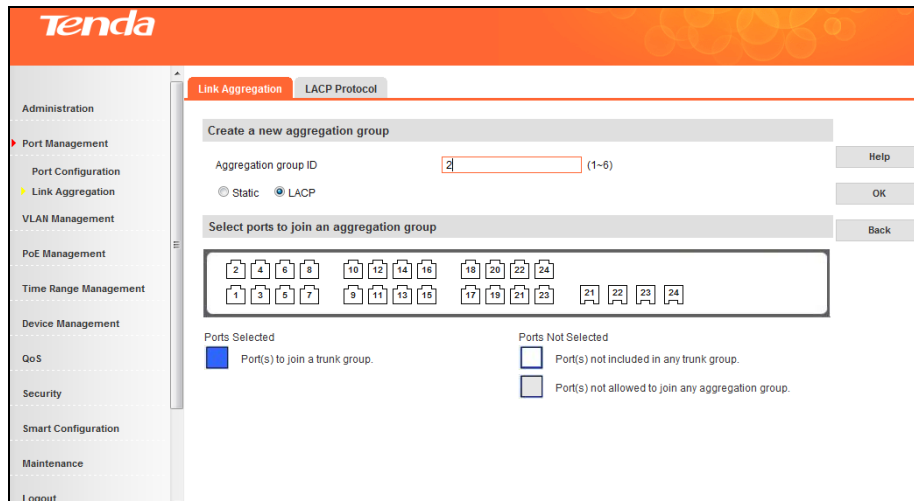 Tenda
Link Aggregation LACP Protocol
Administration
Create a new aggregation group
Port Management
Aggregation group ID 2 (1~6)
Help
Port Configuration
Static LACP
Link Aggregation
OK
VLAN Management
Select ports to join an aggregation group
Back
PoE Management
2 4 6 8 10 12 14 16 18 20 22 24
Time Range Management
1 3 5 7 9 11 13 15 17 19 21 23 21 22 23 24
Device Management
Ports Selected Ports Not Selected
QoS
Port(s) to join a trunk group. Port(s) not included in any trunk group.
Port(s) not allowed to join any aggregation group.
Security
Smart Configuration
Maintenance
Logout